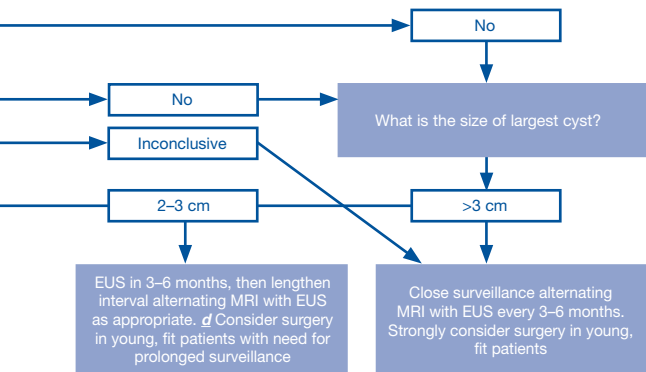 No
No
What is the size of largest cyst?
Inconclusive
2–3 cm
>3 cm
EUS in 3–6 months, then lengthen
interval alternating MRI with EUS
as appropriate. d Consider surgery
in young, fit patients with need for
prolonged surveillance
Close surveillance alternating
MRI with EUS every 3–6 months.
Strongly consider surgery in young,
fit patients